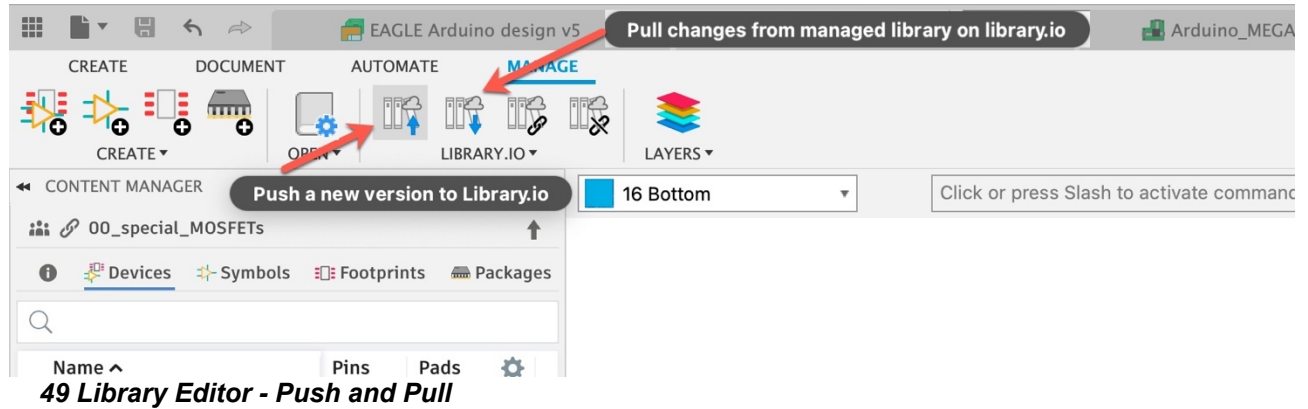 EAGLE Arduino design v5
Pull changes from managed library on library.io
Arduino_MEGA
CREATE DOCUMENT AUTOMATE MANAGE
CREATE OPEN LIBRARY.IO LAYERS
CONTENT MANAGER
Push a new version to Library.io
16 Bottom
Click or press Slash to activate command
00_special_MOSFETs
Devices Symbols Footprints Packages
Name Pins Pads
49 Library Editor - Push and Pull